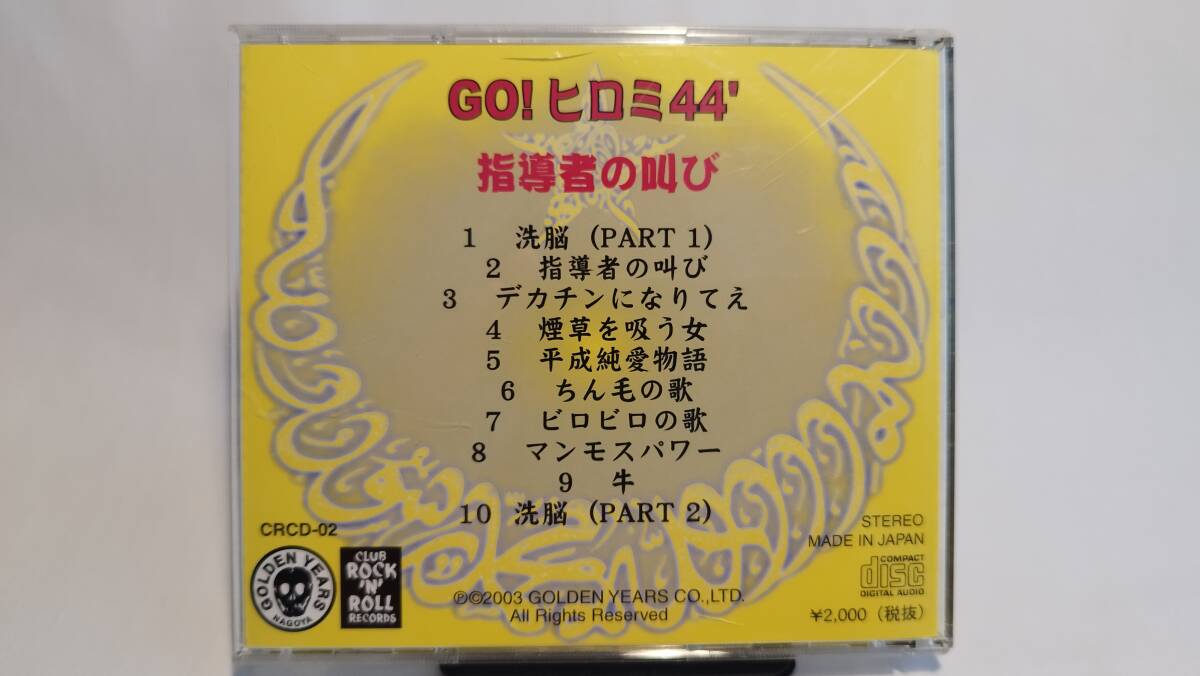 GO! ヒロミ44'
指導者の叫び
1 洗脳 (PART 1)
2 指導者の叫び
3 デカチンになりてえ
4 煙草を吸う女
5 平成純愛物語
6 ちん毛の歌
7 ビロビロの歌
8 マンモスパワー
9 牛
10 洗脳 (PART 2)
CRCD-02
GOLDEN YEARS
NAGOYA
CLUB
ROCK
'N'
ROLL
RECORDS
℗©2003 GOLDEN YEARS CO.,LTD.
All Rights Reserved
STEREO
MADE IN JAPAN
COMPACT
disc
DIGITAL AUDIO
¥2,000 (税抜)